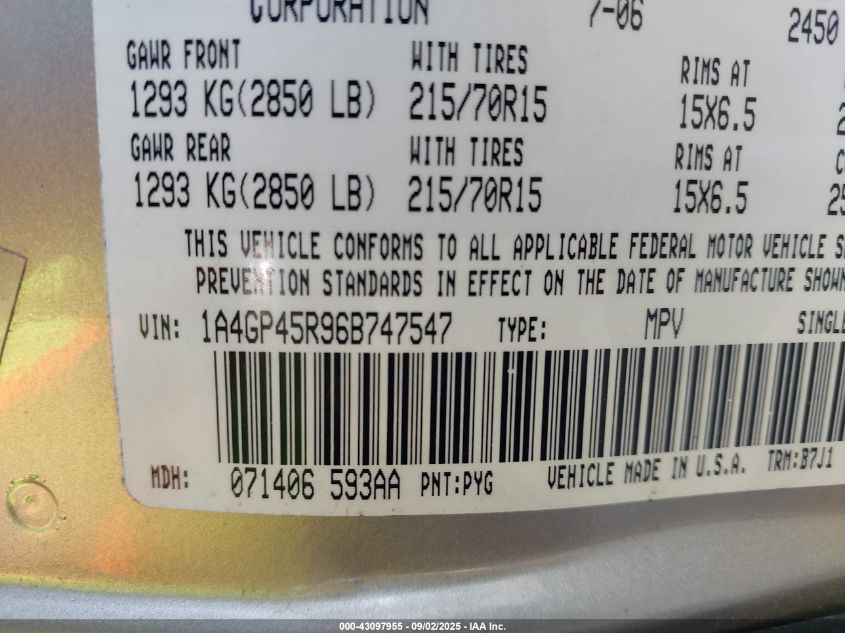 CORPORATION 7-06 2450
GAWR FRONT WITH TIRES RIMS AT
1293 KG(2850 LB) 215/70R15 15X6.5
GAWR REAR WITH TIRES RIMS AT
1293 KG(2850 LB) 215/70R15 15X6.5 25
THIS VEHICLE CONFORMS TO ALL APPLICABLE FEDERAL MOTOR VEHICLE
PREVENTION STANDARDS IN EFFECT ON THE DATE OF MANUFACTURE SHOWN
VIN: 1A4GP45R96B747547 TYPE: MPV SINGLE
MDH: 071406 593AA PNT:PYG VEHICLE MADE IN U.S.A. TRM:B7J1
000-43097955 - 09/02/2025 - IAA Inc.